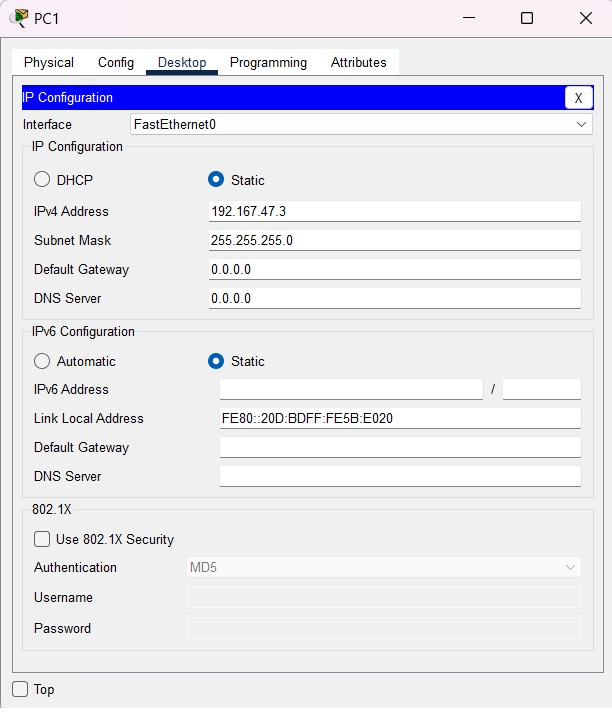 PC1
Physical Config Desktop Programming Attributes
IP Configuration X
Interface FastEthernet0
IP Configuration
DHCP Static
IPv4 Address 192.167.47.3
Subnet Mask 255.255.255.0
Default Gateway 0.0.0.0
DNS Server 0.0.0.0
IPv6 Configuration
Automatic Static
IPv6 Address /
Link Local Address FE80::20D:BDFF:FE5B:E020
Default Gateway
DNS Server
802.1X
Use 802.1X Security
Authentication MD5
Username
Password
Top